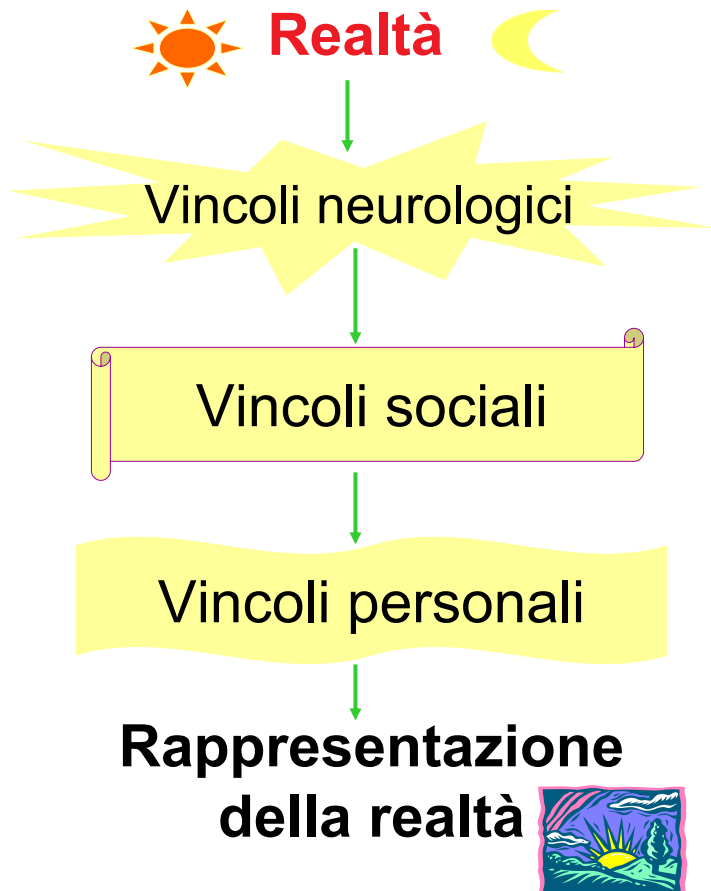 Realtà
Vincoli neurologici
Vincoli sociali
Vincoli personali
Rappresentazione
della realtà